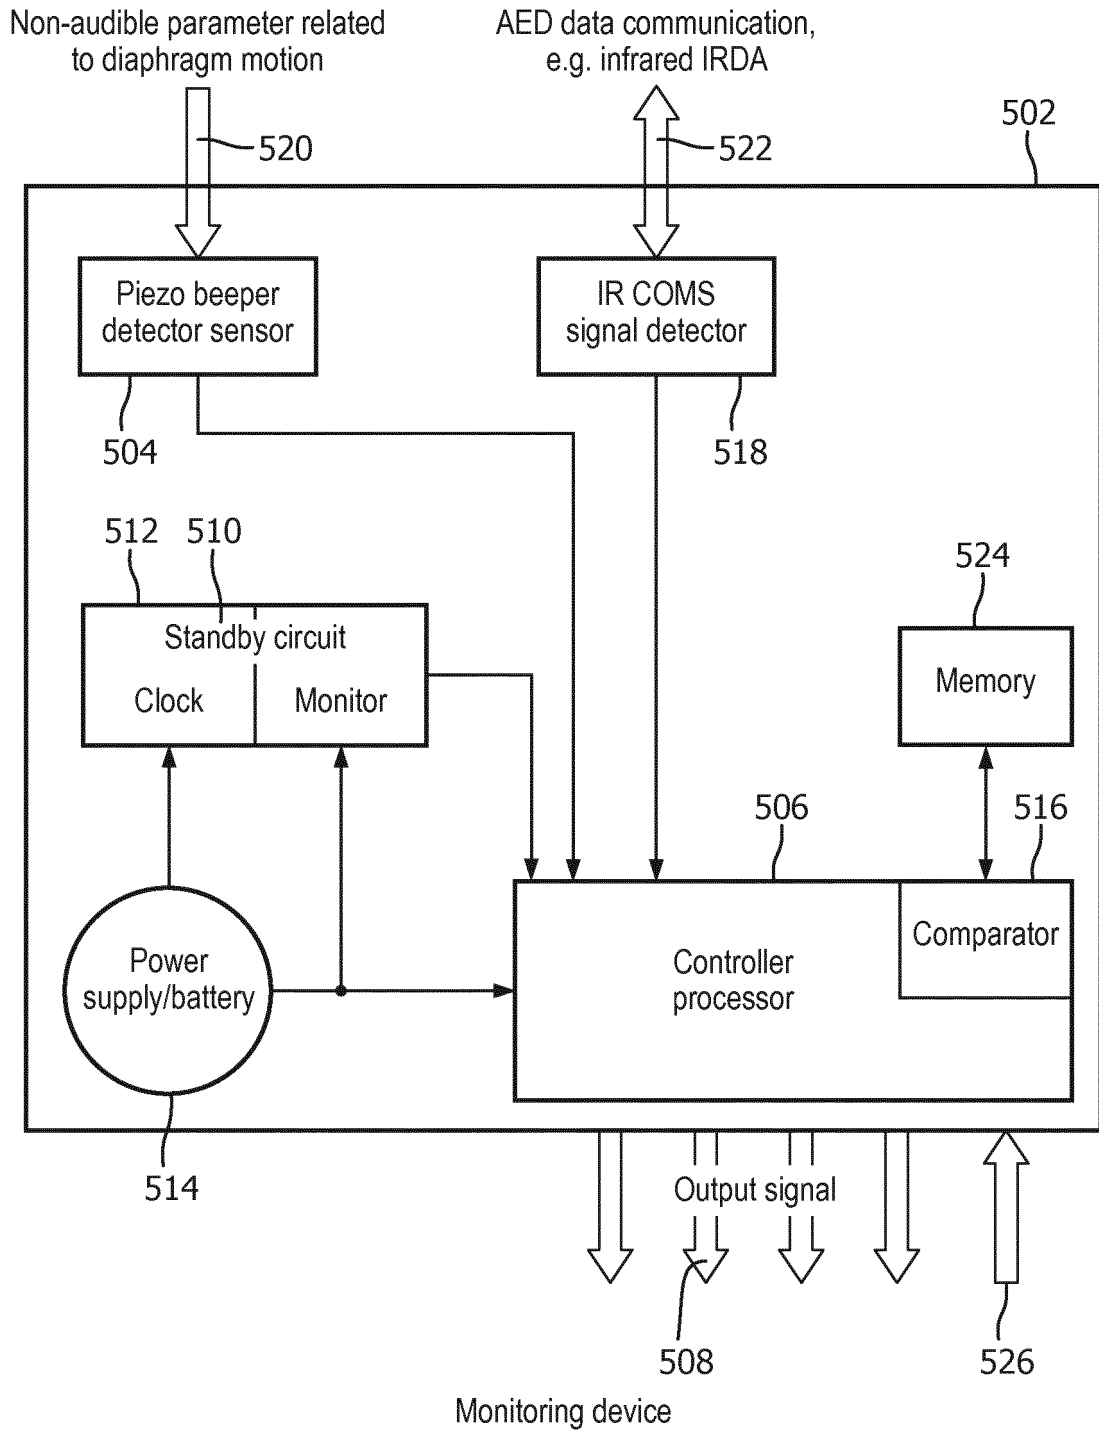 Non-audible parameter related
to diaphragm motion
AED data communication,
e.g. infrared IRDA
502
520
522
Piezo beeper
detector sensor
IR COMS
signal detector
504
518
512
510
524
Standby circuit
Clock
Monitor
Memory
506
516
Comparator
Power
supply/battery
Controller
processor
514
Output signal
508
526
Monitoring device